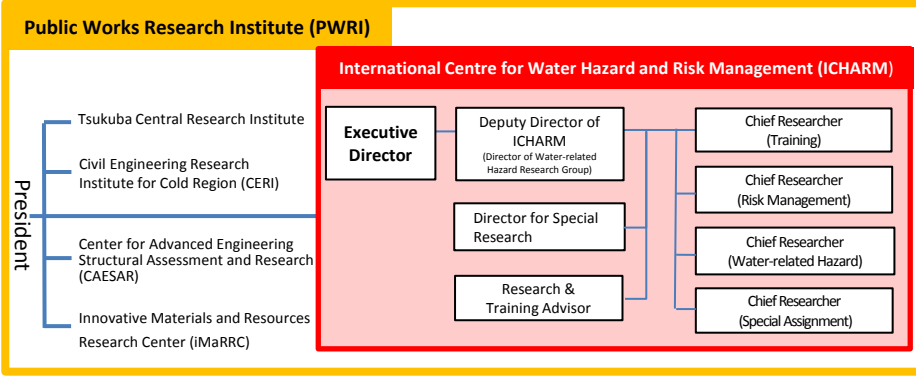 Public Works Research Institute (PWRI)
International Centre for Water Hazard and Risk Management (ICHARM)
President
Tsukuba Central Research Institute
Civil Engineering Research
Institute for Cold Region (CERI)
Center for Advanced Engineering
Structural Assessment and Research
(CAESAR)
Innovative Materials and Resources
Research Center (iMaRRC)
Executive
Director
Deputy Director of
ICHARM
(Director of Water-related
Hazard Research Group)
Director for Special
Research
Research &
Training Advisor
Chief Researcher
(Training)
Chief Researcher
(Risk Management)
Chief Researcher
(Water-related Hazard)
Chief Researcher
(Special Assignment)